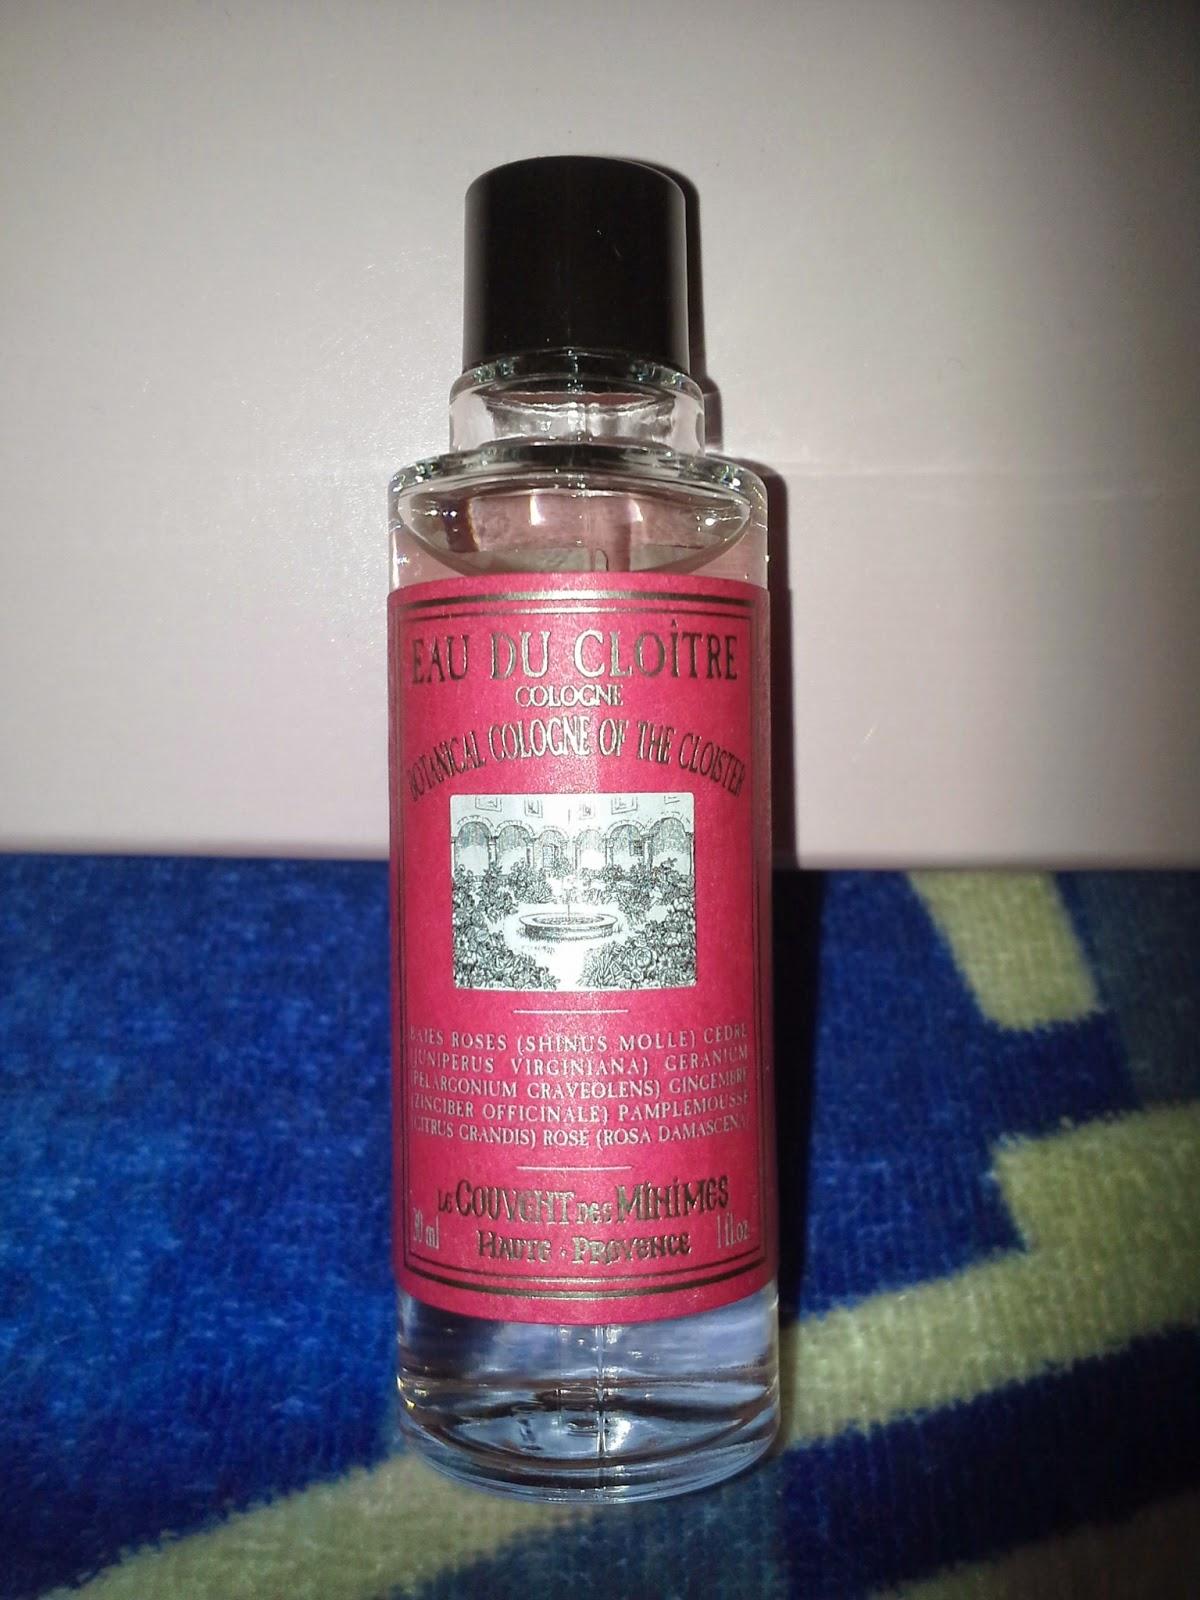 EAU DU CLOÎTRE
COLOGNE
BOTANICAL COLOGNE OF THE CLOISTER
BAIES ROSES (SHINUS MOLLE) CEDRE
(JUNIPERUS VIRGINIANA) GERANIUM
(PELARGONIUM GRAVEOLENS) GINGEMBRE
(ZINCIBER OFFICINALE) PAMPLEMOUSSE
(CITRUS GRANDIS) ROSE (ROSA DAMASCENA)
LE COUVENT DES MINIMES
30 ml HAUTE · PROVENCE 1 fl.oz.